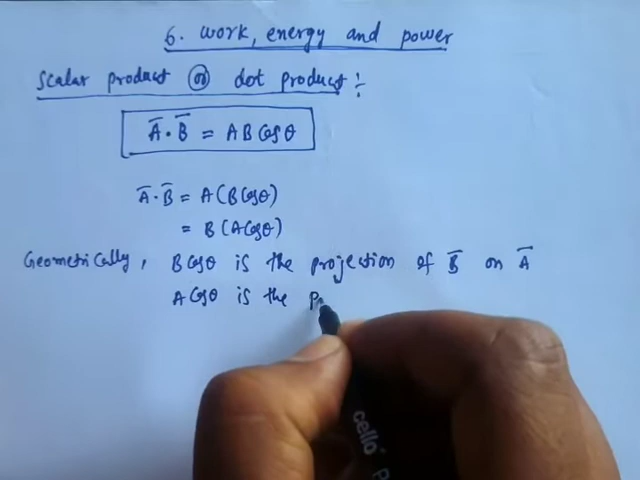 6. work, energy and power
Scalar product (or) dot product :-
A̅ · B̅ = A B Cosθ
A̅ · B̅ = A (B Cosθ)
= B (A Cosθ)
Geometrically, B Cosθ is the projection of B̅ on A̅
A Cosθ is the P
cello P